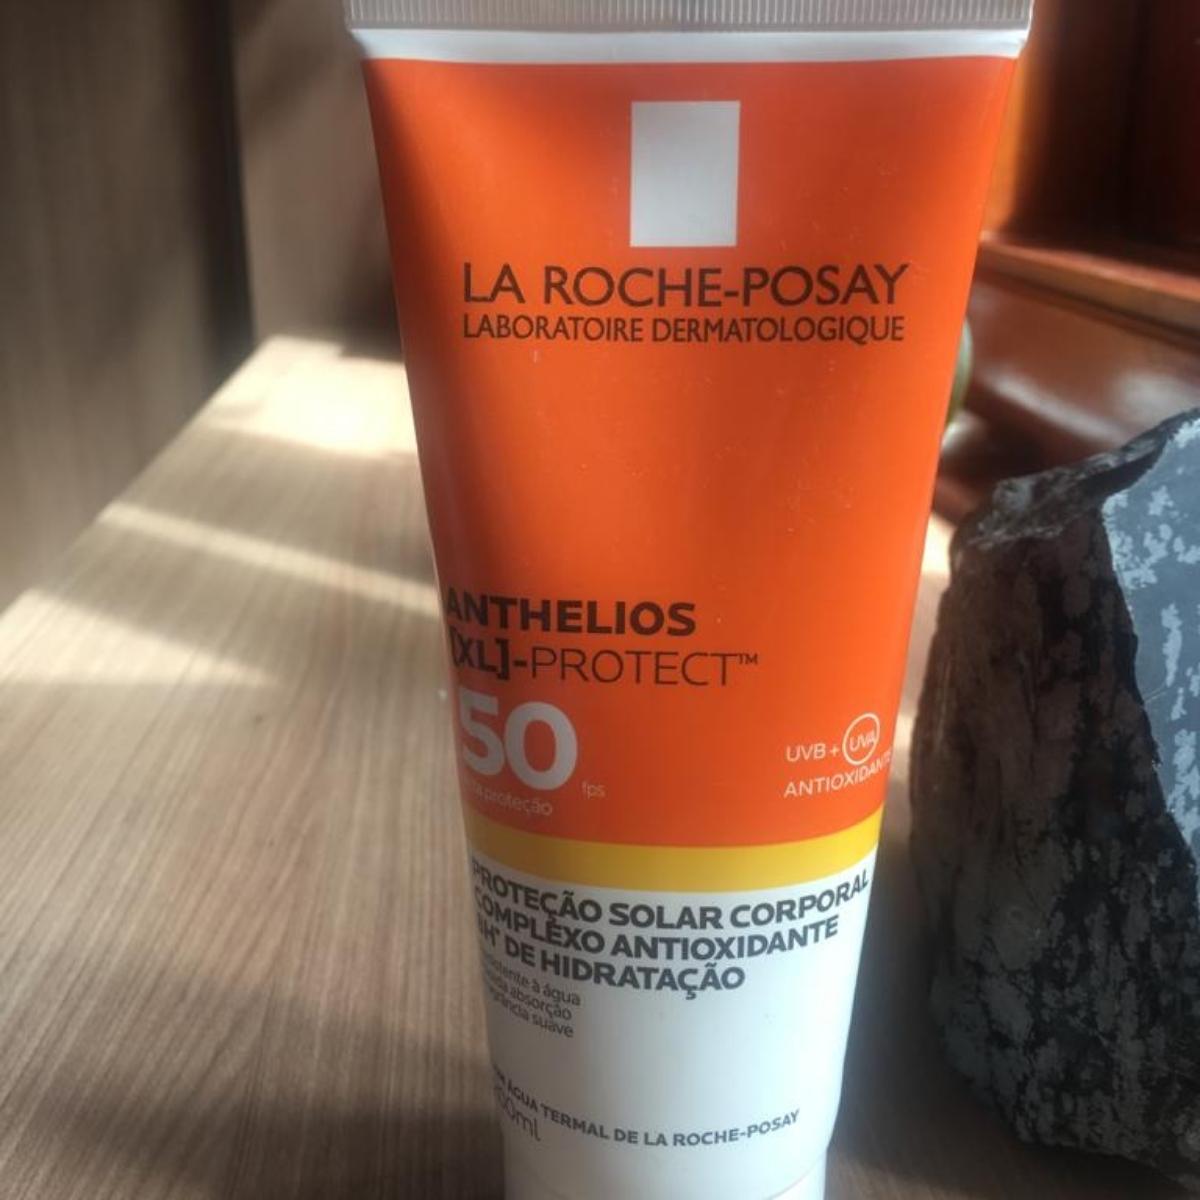 LA ROCHE-POSAY
LABORATOIRE DERMATOLOGIQUE
ANTHELIOS
[XL]-PROTECT™
50
fps
proteção
UVB + UVA
ANTIOXIDANTE
PROTEÇÃO SOLAR CORPORAL
COMPLEXO ANTIOXIDANTE
DE HIDRATAÇÃO
à água
absorção
suave
ÁGUA TERMAL DE LA ROCHE-POSAY